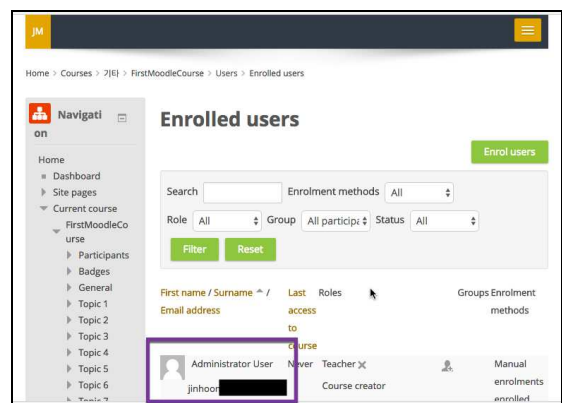 JM
Home > Courses > 기타 > FirstMoodleCourse > Users > Enrolled users
Navigati
on
Home
Dashboard
Site pages
Current course
FirstMoodleCo
urse
Participants
Badges
General
Topic 1
Topic 2
Topic 3
Topic 4
Topic 5
Topic 6
Topic 7
Enrolled users
Enrol users
Search Enrolment methods All
Role All Group All particip Status All
Filter Reset
First name / Surname / Last Roles Groups Enrolment
Email address access methods
to
course
Administrator User Never Teacher Manual
jinhoon Course creator enrolments
enrolled